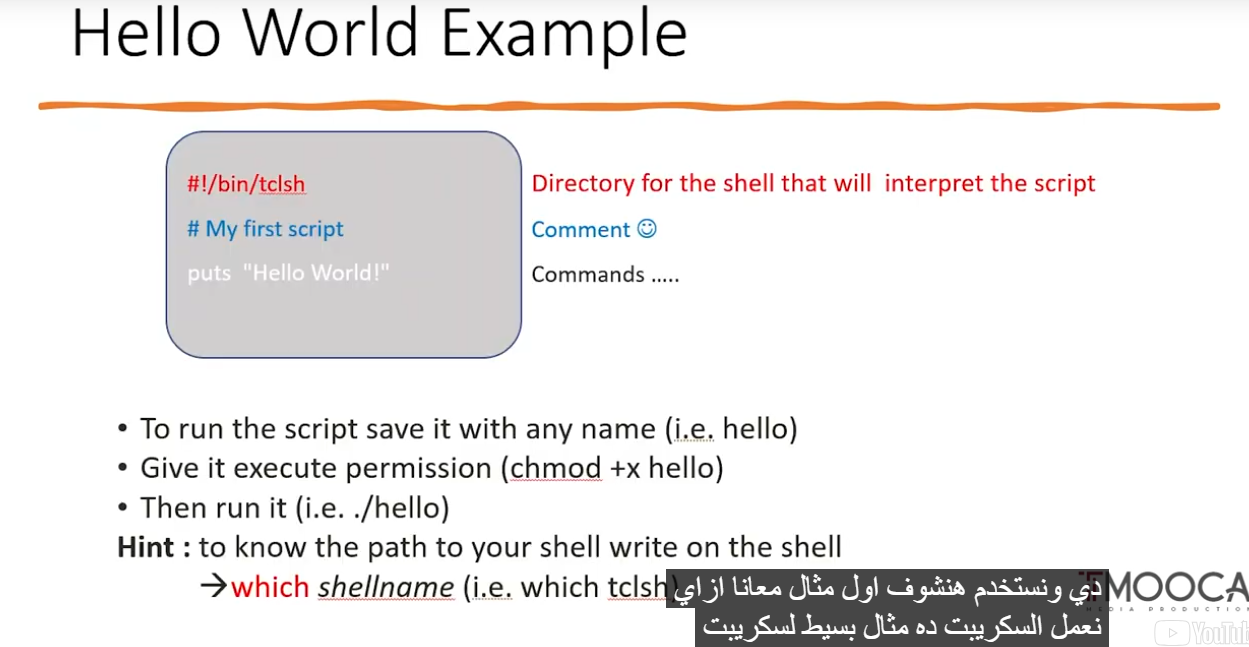 Hello World Example
#!/bin/tclsh
Directory for the shell that will interpret the script
# My first script
Comment ☺
puts "Hello World!"
Commands .....
• To run the script save it with any name (i.e. hello)
• Give it execute permission (chmod +x hello)
• Then run it (i.e. ./hello)
Hint : to know the path to your shell write on the shell
→which shellname (i.e. which tclsh)
دي ونستخدم هنشوف اول مثال معانا ازاي
نعمل السكريبت ده مثال بسيط لسكريبت
MOOCA
MEDIA PRODUCTION
YouTub